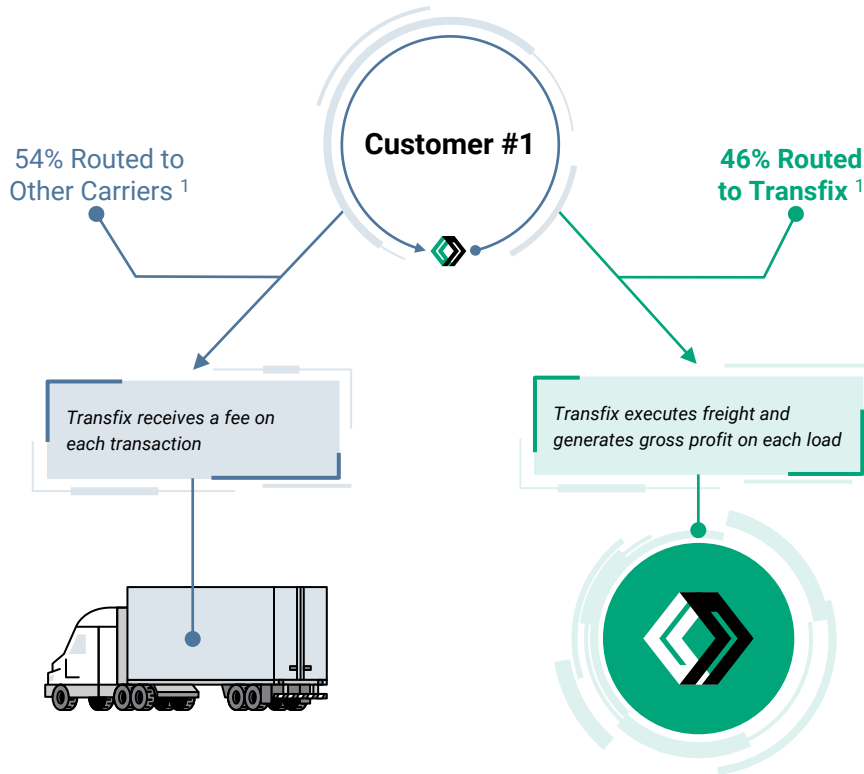 Customer #1
54% Routed to
Other Carriers 1
46% Routed
to Transfix 1
Transfix receives a fee on
each transaction
Transfix executes freight and
generates gross profit on each load